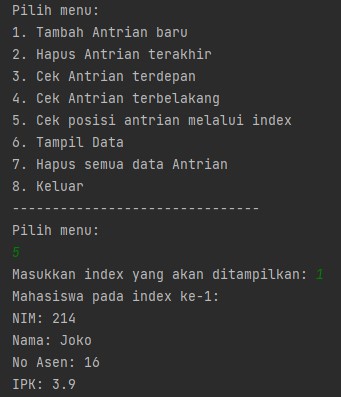 Pilih menu:
1. Tambah Antrian baru
2. Hapus Antrian terakhir
3. Cek Antrian terdepan
4. Cek Antrian terbelakang
5. Cek posisi antrian melalui index
6. Tampil Data
7. Hapus semua data Antrian
8. Keluar
-------------------------------
Pilih menu:
5
Masukkan index yang akan ditampilkan: 1
Mahasiswa pada index ke-1:
NIM: 214
Nama: Joko
No Asen: 16
IPK: 3.9